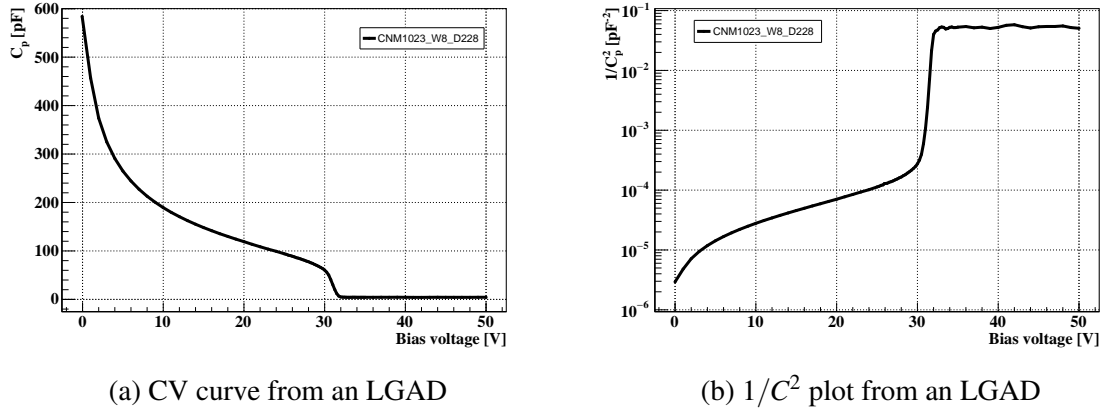 C_p [pF]
600
500
400
300
200
100
0
CNM1023_W8_D228
0 10 20 30 40 50
Bias voltage [V]
(a) CV curve from an LGAD
1/C_p^2 [pF^-2]
10^-1
10^-2
10^-3
10^-4
10^-5
10^-6
CNM1023_W8_D228
0 10 20 30 40 50
Bias voltage [V]
(b) 1/C^2 plot from an LGAD